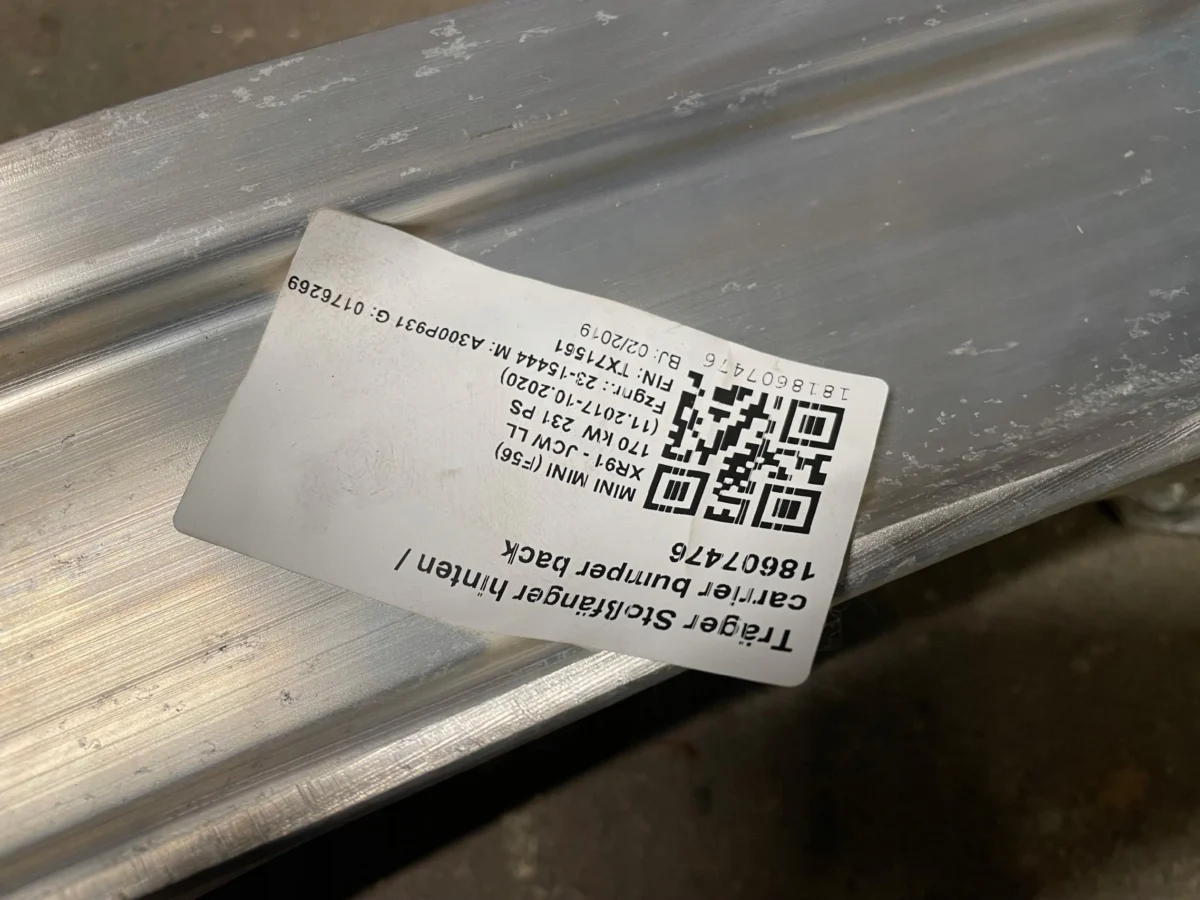 Träger Stoßfänger hinten /
carrier bumper back
18607476
MINI MINI (F56)
XR91 - JCW LL
170 kW 231 PS
(11.2017-10.2020)
Fzgnr.: 23-15444 M: A300P931 G: 0176269
FIN: TX71561
BJ: 02/2019
1818607476